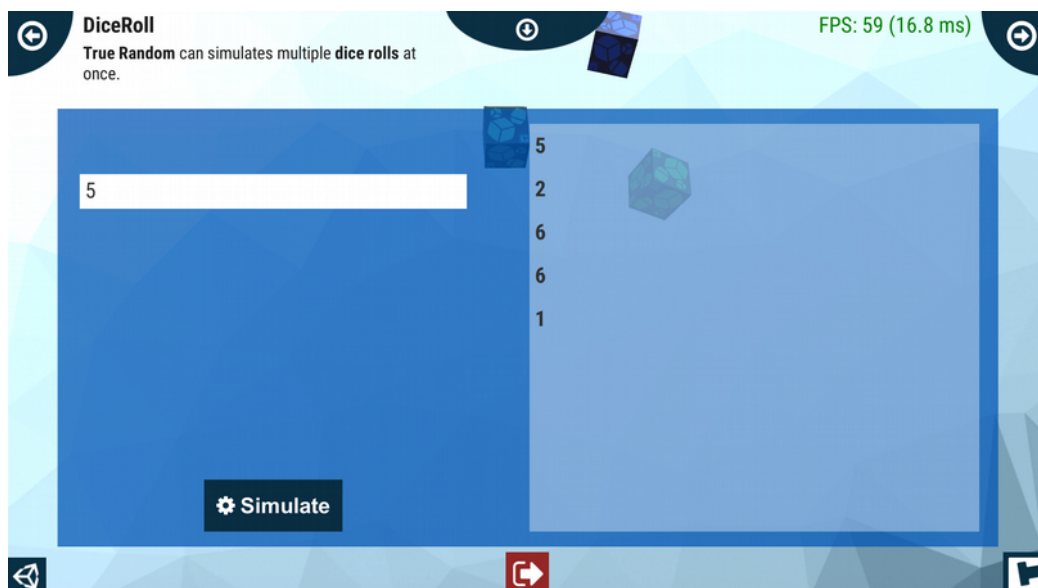 DiceRoll
True Random can simulates multiple dice rolls at
once.
FPS: 59 (16.8 ms)
5
5
2
6
6
1
Simulate